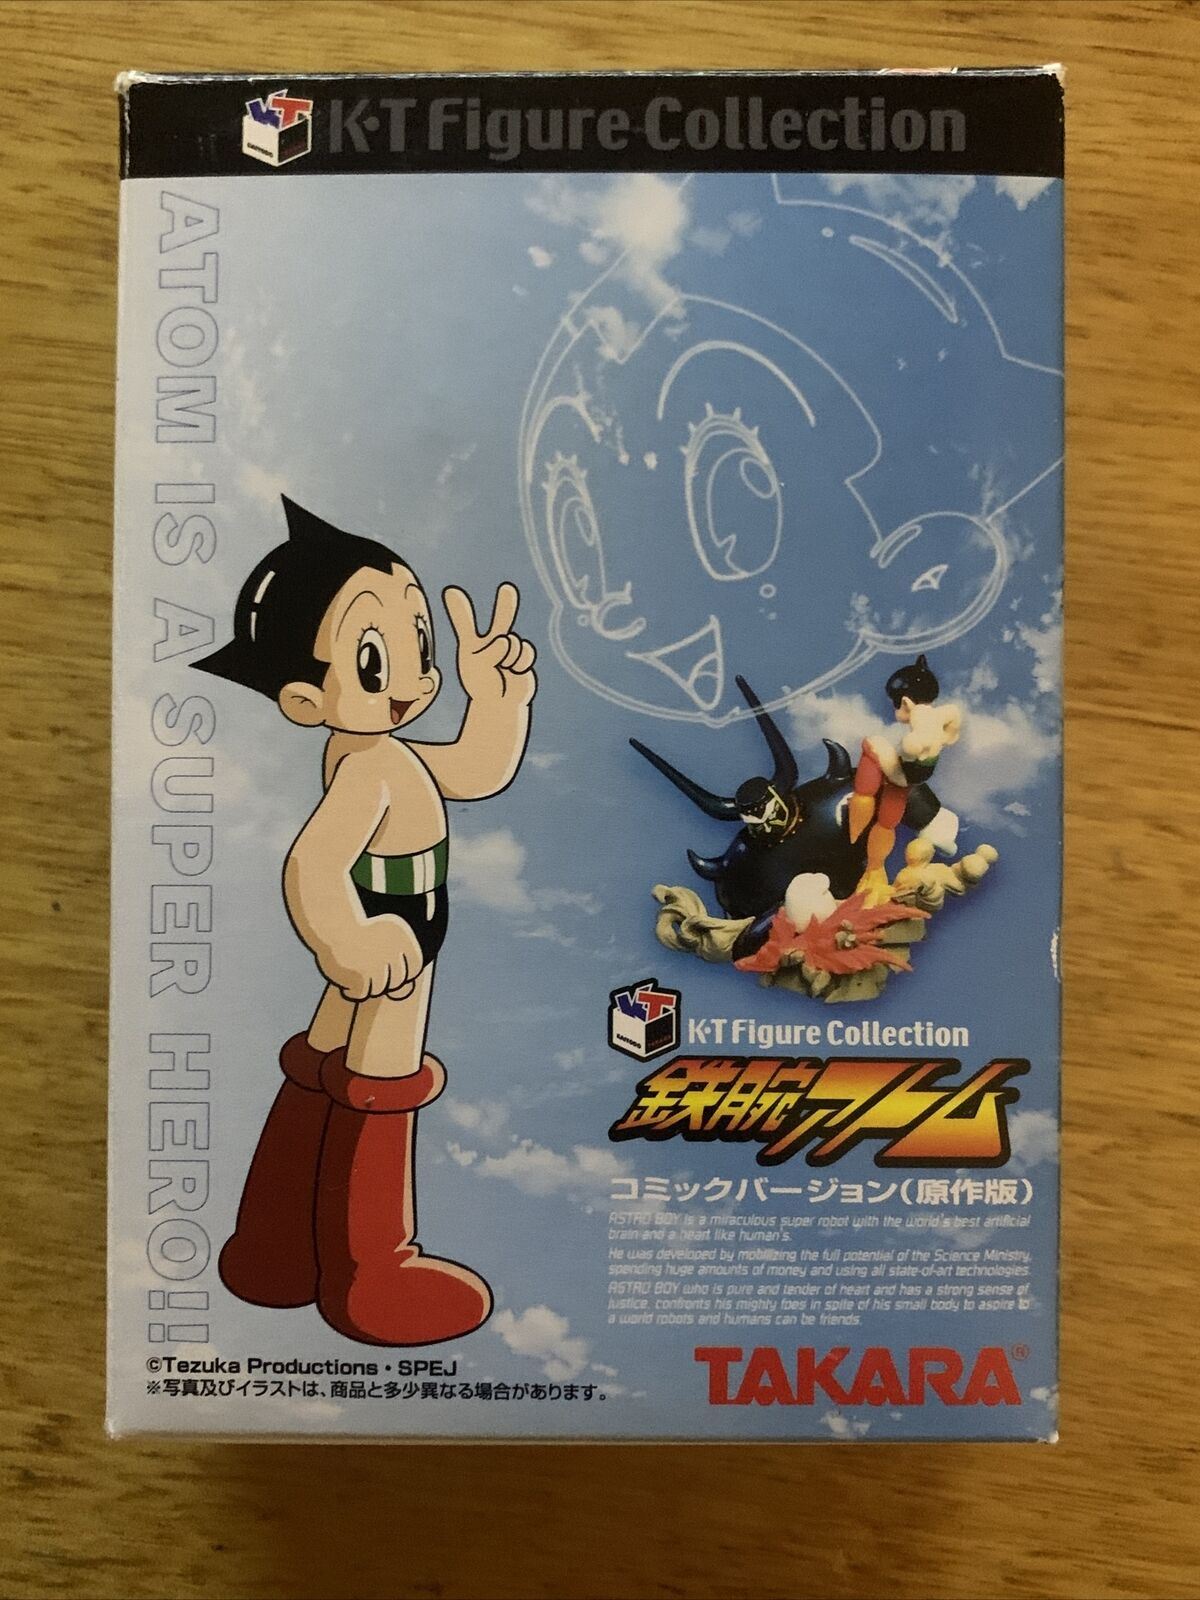 KT
KAIYODO
K·T Figure Collection
ATOM IS A SUPER HERO!!
KT
KAIYODO TAKARA
K·T Figure Collection
鉄腕アトム
コミックバージョン(原作版)
ASTRO BOY is a miraculous super robot with the world's best artificial
brain and a heart like human's.
He was developed by mobilizing the full potential of the Science Ministry,
spending huge amounts of money and using all state-of-art technologies.
ASTRO BOY who is pure and tender of heart and has a strong sense of
justice, confronts his mighty foes in spite of his small body to aspire to
a world robots and humans can be friends.
©Tezuka Productions・SPEJ
※写真及びイラストは、商品と多少異なる場合があります。
TAKARA®